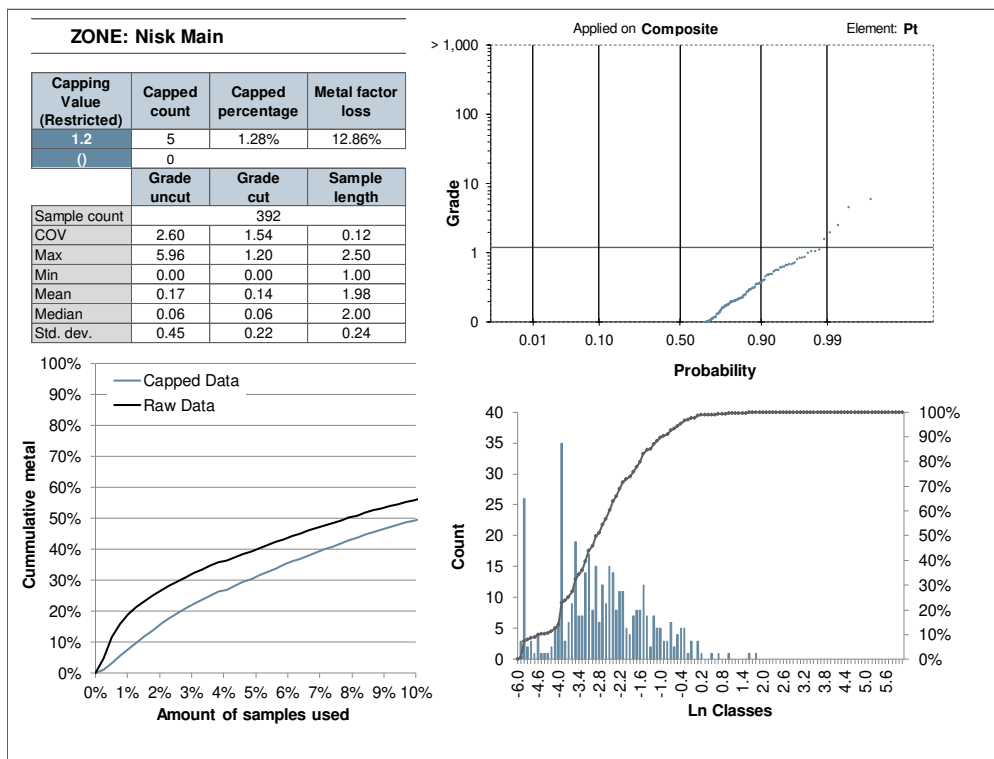 ZONE: Nisk Main
Capping Value (Restricted) Capped count Capped percentage Metal factor loss
1.2 5 1.28% 12.86%
() 0
Grade uncut Grade cut Sample length
Sample count 392
COV 2.60 1.54 0.12
Max 5.96 1.20 2.50
Min 0.00 0.00 1.00
Mean 0.17 0.14 1.98
Median 0.06 0.06 2.00
Std. dev. 0.45 0.22 0.24
Applied on Composite Element: Pt
> 1,000
100
10
1
0
Grade
0.01 0.10 0.50 0.90 0.99
Probability
100%
90%
80%
70%
60%
50%
40%
30%
20%
10%
0%
Cummulative metal
Capped Data
Raw Data
0% 1% 2% 3% 4% 5% 6% 7% 8% 9% 10%
Amount of samples used
40
35
30
25
20
15
10
5
0
Count
100%
90%
80%
70%
60%
50%
40%
30%
20%
10%
0%
-6.0 -4.6 -4.0 -3.4 -2.8 -2.2 -1.6 -1.0 -0.4 0.2 0.8 1.4 2.0 2.6 3.2 3.8 4.4 5.0 5.6
Ln Classes